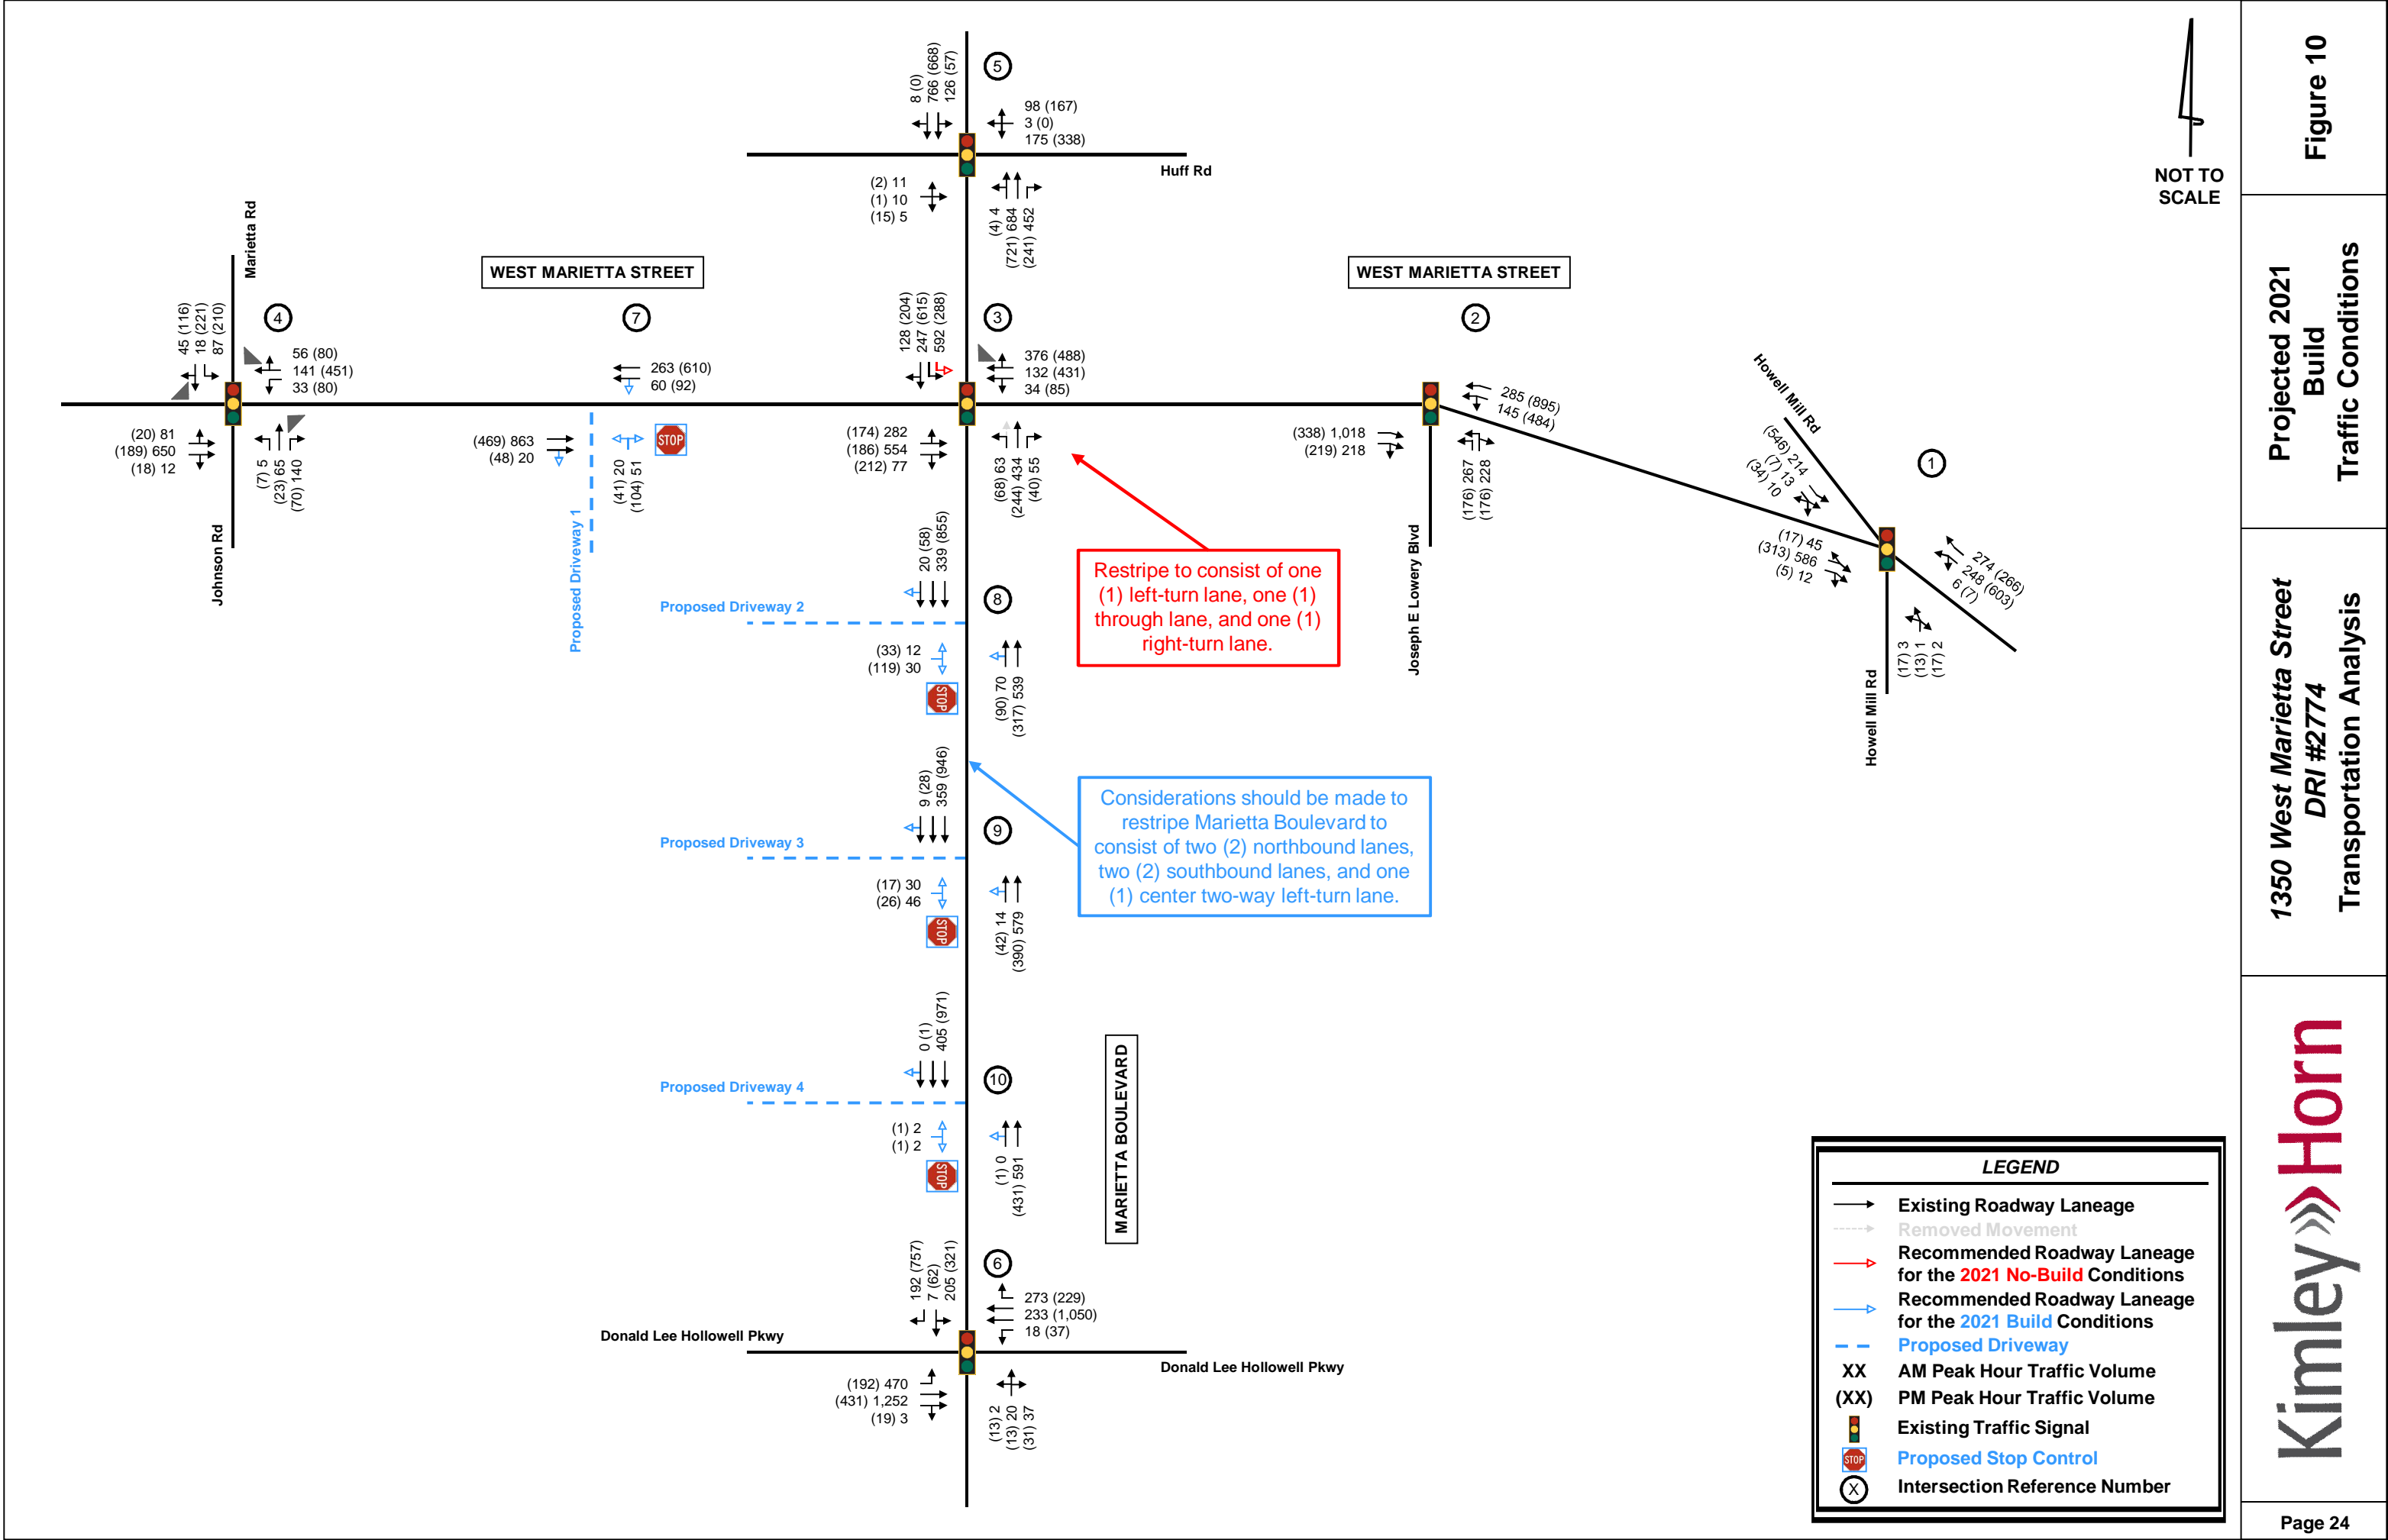 8 (0)
766 (668)
126 (57)
5
98 (167)
3 (0)
175 (338)
Huff Rd
(2) 11
(1) 10
(15) 5
(4) 4
(721) 684
(241) 452
NOT TO
SCALE
Marietta Rd
WEST MARIETTA STREET
WEST MARIETTA STREET
45 (116)
18 (221)
87 (210)
4
56 (80)
141 (451)
33 (80)
(20) 81
(189) 650
(18) 12
(7) 5
(23) 65
(70) 140
Johnson Rd
7
263 (610)
60 (92)
(469) 863
(48) 20
(41) 20
(104) 51
STOP
Proposed Driveway 1
128 (204)
247 (615)
592 (288)
3
376 (488)
132 (431)
34 (85)
(174) 282
(186) 554
(212) 77
(68) 63
(244) 434
(40) 55
2
285 (895)
145 (484)
(338) 1,018
(219) 218
(176) 267
(176) 228
Joseph E Lowery Blvd
Howell Mill Rd
1
(546) 214
(7) 13
(34) 10
(17) 45
(313) 586
(5) 12
274 (266)
248 (603)
6 (7)
(17) 3
(13) 1
(17) 2
Howell Mill Rd
Restripe to consist of one
(1) left-turn lane, one (1)
through lane, and one (1)
right-turn lane.
20 (58)
339 (855)
8
Proposed Driveway 2
(33) 12
(119) 30
STOP
(90) 70
(317) 539
Considerations should be made to
restripe Marietta Boulevard to
consist of two (2) northbound lanes,
two (2) southbound lanes, and one
(1) center two-way left-turn lane.
9 (28)
359 (946)
9
Proposed Driveway 3
(17) 30
(26) 46
STOP
(42) 14
(390) 579
0 (1)
405 (971)
10
Proposed Driveway 4
(1) 2
(1) 2
STOP
(1) 0
(431) 591
MARIETTA BOULEVARD
192 (757)
7 (62)
205 (321)
6
273 (229)
233 (1,050)
18 (37)
Donald Lee Hollowell Pkwy
Donald Lee Hollowell Pkwy
(192) 470
(431) 1,252
(19) 3
(13) 2
(13) 20
(31) 37
LEGEND
Existing Roadway Laneage
Removed Movement
Recommended Roadway Laneage
for the 2021 No-Build Conditions
Recommended Roadway Laneage
for the 2021 Build Conditions
Proposed Driveway
XX AM Peak Hour Traffic Volume
(XX) PM Peak Hour Traffic Volume
Existing Traffic Signal
STOP Proposed Stop Control
X Intersection Reference Number
Figure 10
Projected 2021
Build
Traffic Conditions
1350 West Marietta Street
DRI #2774
Transportation Analysis
Kimley»Horn
Page 24